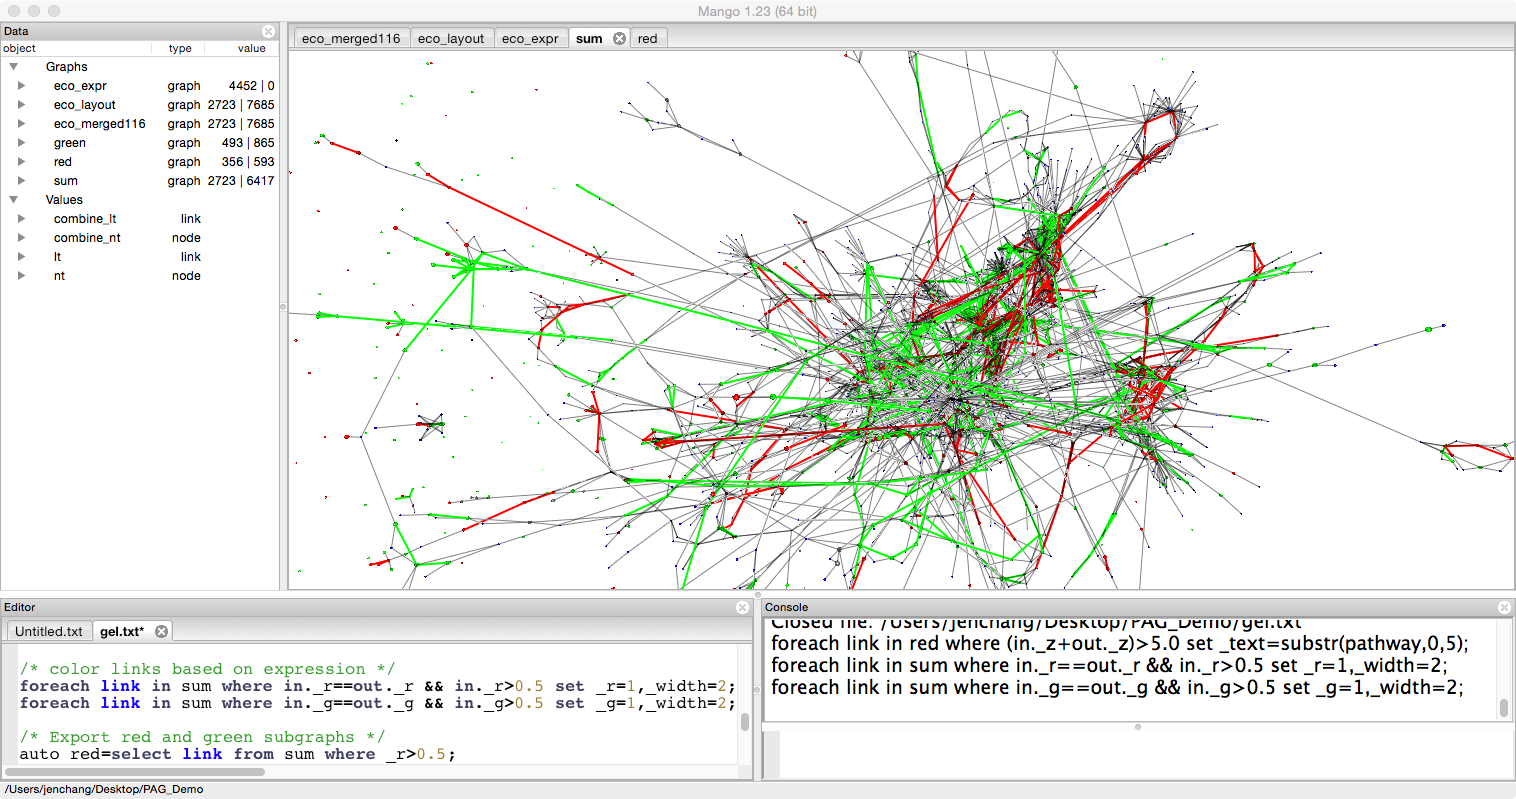 Mango 1.23 (64 bit)
Data
object type value
Graphs
eco_expr graph 4452 | 0
eco_layout graph 2723 | 7685
eco_merged116 graph 2723 | 7685
green graph 493 | 865
red graph 356 | 593
sum graph 2723 | 6417
Values
combine_lt link
combine_nt node
lt link
nt node
eco_merged116 eco_layout eco_expr sum red
Editor
Untitled.txt gel.txt*
/* color links based on expression */
foreach link in sum where in._r==out._r && in._r>0.5 set _r=1,_width=2;
foreach link in sum where in._g==out._g && in._g>0.5 set _g=1,_width=2;
/* Export red and green subgraphs */
auto red=select link from sum where _r>0.5;
Console
Closed file: /Users/jenchang/Desktop/PAG_Demo/gel.txt
foreach link in red where (in._z+out._z)>5.0 set _text=substr(pathway,0,5);
foreach link in sum where in._r==out._r && in._r>0.5 set _r=1,_width=2;
foreach link in sum where in._g==out._g && in._g>0.5 set _g=1,_width=2;
/Users/jenchang/Desktop/PAG_Demo